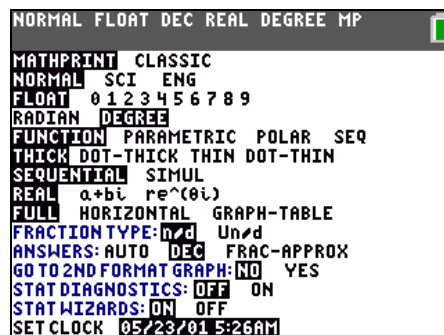 NORMAL FLOAT DEC REAL DEGREE MP
MATHPRINT CLASSIC
NORMAL SCI ENG
FLOAT 0 1 2 3 4 5 6 7 8 9
RADIAN DEGREE
FUNCTION PARAMETRIC POLAR SEQ
THICK DOT-THICK THIN DOT-THIN
SEQUENTIAL SIMUL
REAL a+bi re^(θi)
FULL HORIZONTAL GRAPH-TABLE
FRACTION TYPE: n/d Un/d
ANSWERS: AUTO DEC FRAC-APPROX
GO TO 2ND FORMAT GRAPH: NO YES
STAT DIAGNOSTICS: OFF ON
STAT WIZARDS: ON OFF
SET CLOCK 05/23/01 5:26AM